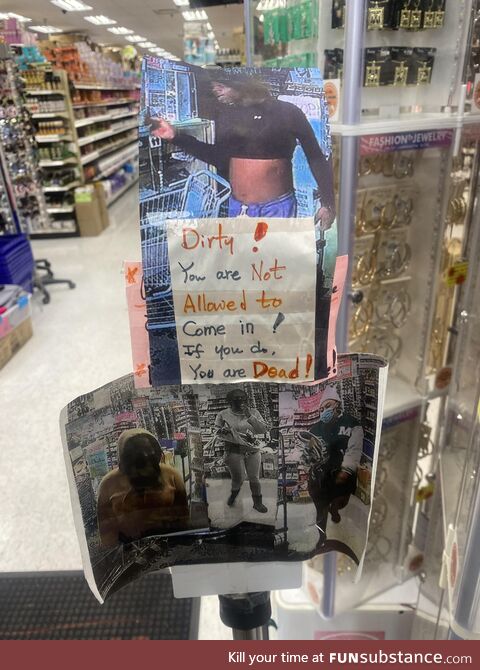 FASHION JEWELRY
Dirty !
You are Not
Allowed to
Come in !
If you do,
You are Dead!
M
Kill your time at FUNsubstance.com